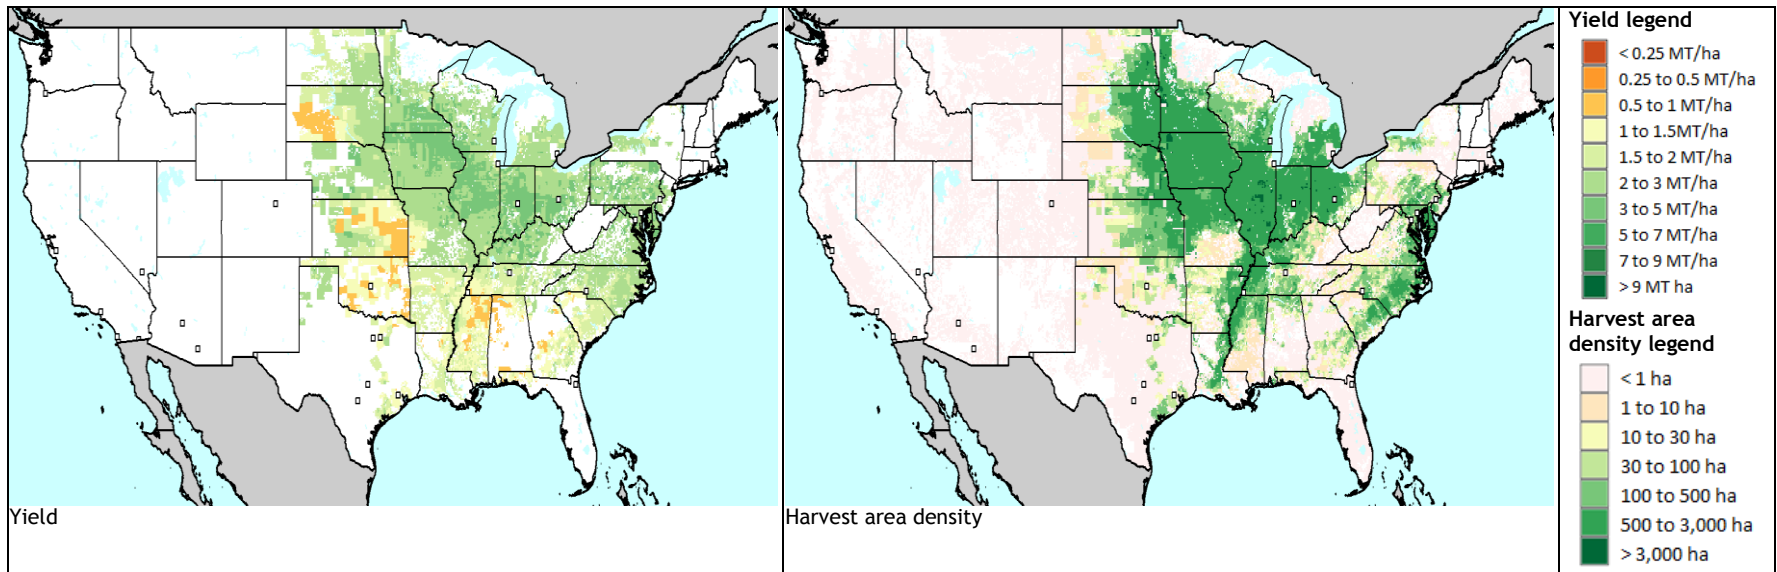 Yield
Harvest area density
Yield legend
< 0.25 MT/ha
0.25 to 0.5 MT/ha
0.5 to 1 MT/ha
1 to 1.5MT/ha
1.5 to 2 MT/ha
2 to 3 MT/ha
3 to 5 MT/ha
5 to 7 MT/ha
7 to 9 MT/ha
> 9 MT ha
Harvest area
density legend
< 1 ha
1 to 10 ha
10 to 30 ha
30 to 100 ha
100 to 500 ha
500 to 3,000 ha
> 3,000 ha